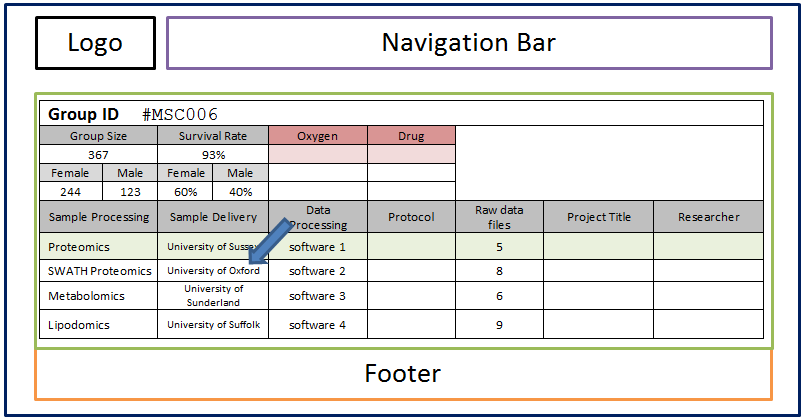 Logo
Navigation Bar
Group ID #MSC006
Group Size Survival Rate Oxygen Drug
367 93%
Female Male Female Male
244 123 60% 40%
Sample Processing Sample Delivery Data Processing Protocol Raw data files Project Title Researcher
Proteomics University of Sussex software 1 5
SWATH Proteomics University of Oxford software 2 8
Metabolomics University of Sunderland software 3 6
Lipodomics University of Suffolk software 4 9
Footer